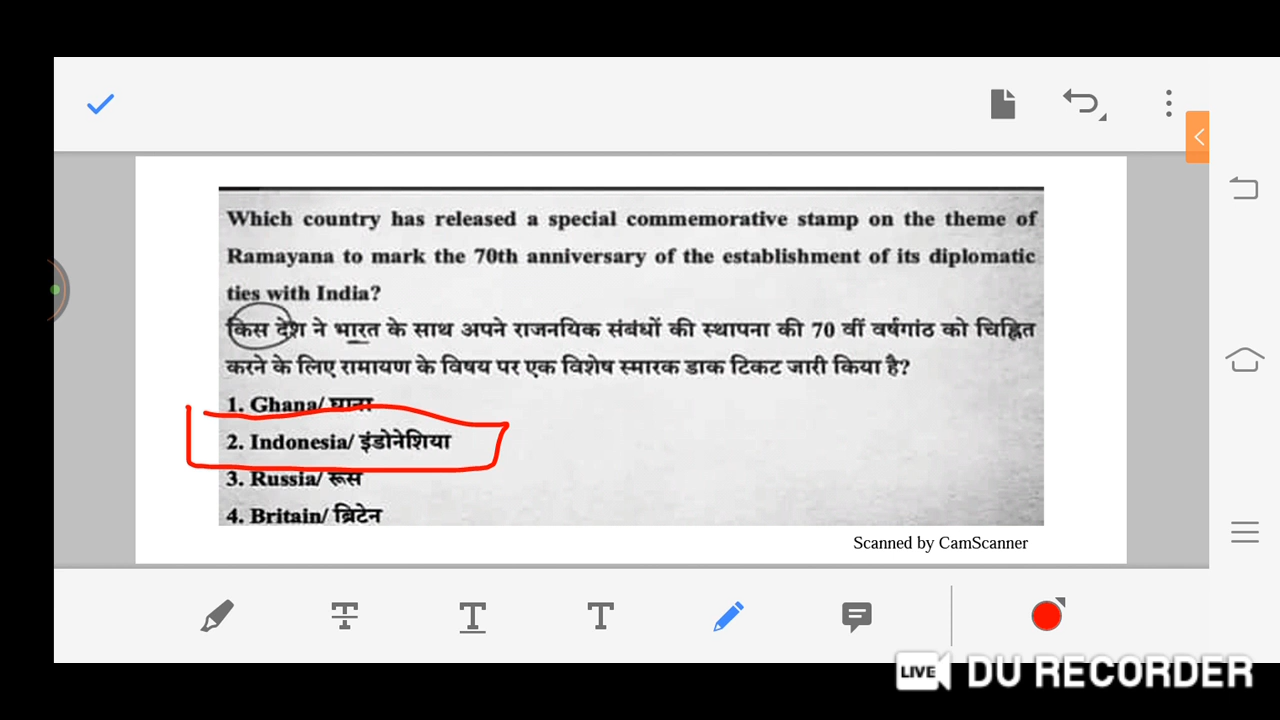 Which country has released a special commemorative stamp on the theme of
Ramayana to mark the 70th anniversary of the establishment of its diplomatic
ties with India?
किस देश ने भारत के साथ अपने राजनयिक संबंधों की स्थापना की 70 वीं वर्षगांठ को चिह्नित
करने के लिए रामायण के विषय पर एक विशेष स्मारक डाक टिकट जारी किया है?
1. Ghana/ घाना
2. Indonesia/ इंडोनेशिया
3. Russia/ रूस
4. Britain/ ब्रिटेन
Scanned by CamScanner
LIVE DU RECORDER